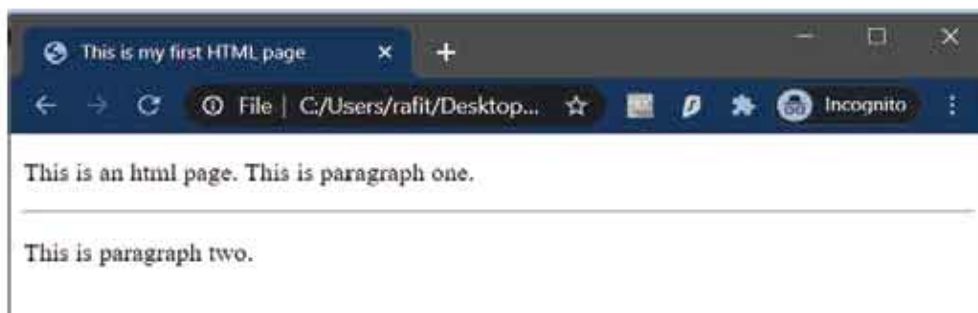 This is my first HTML page
File | C:/Users/rafit/Desktop... Incognito
This is an html page. This is paragraph one.
This is paragraph two.